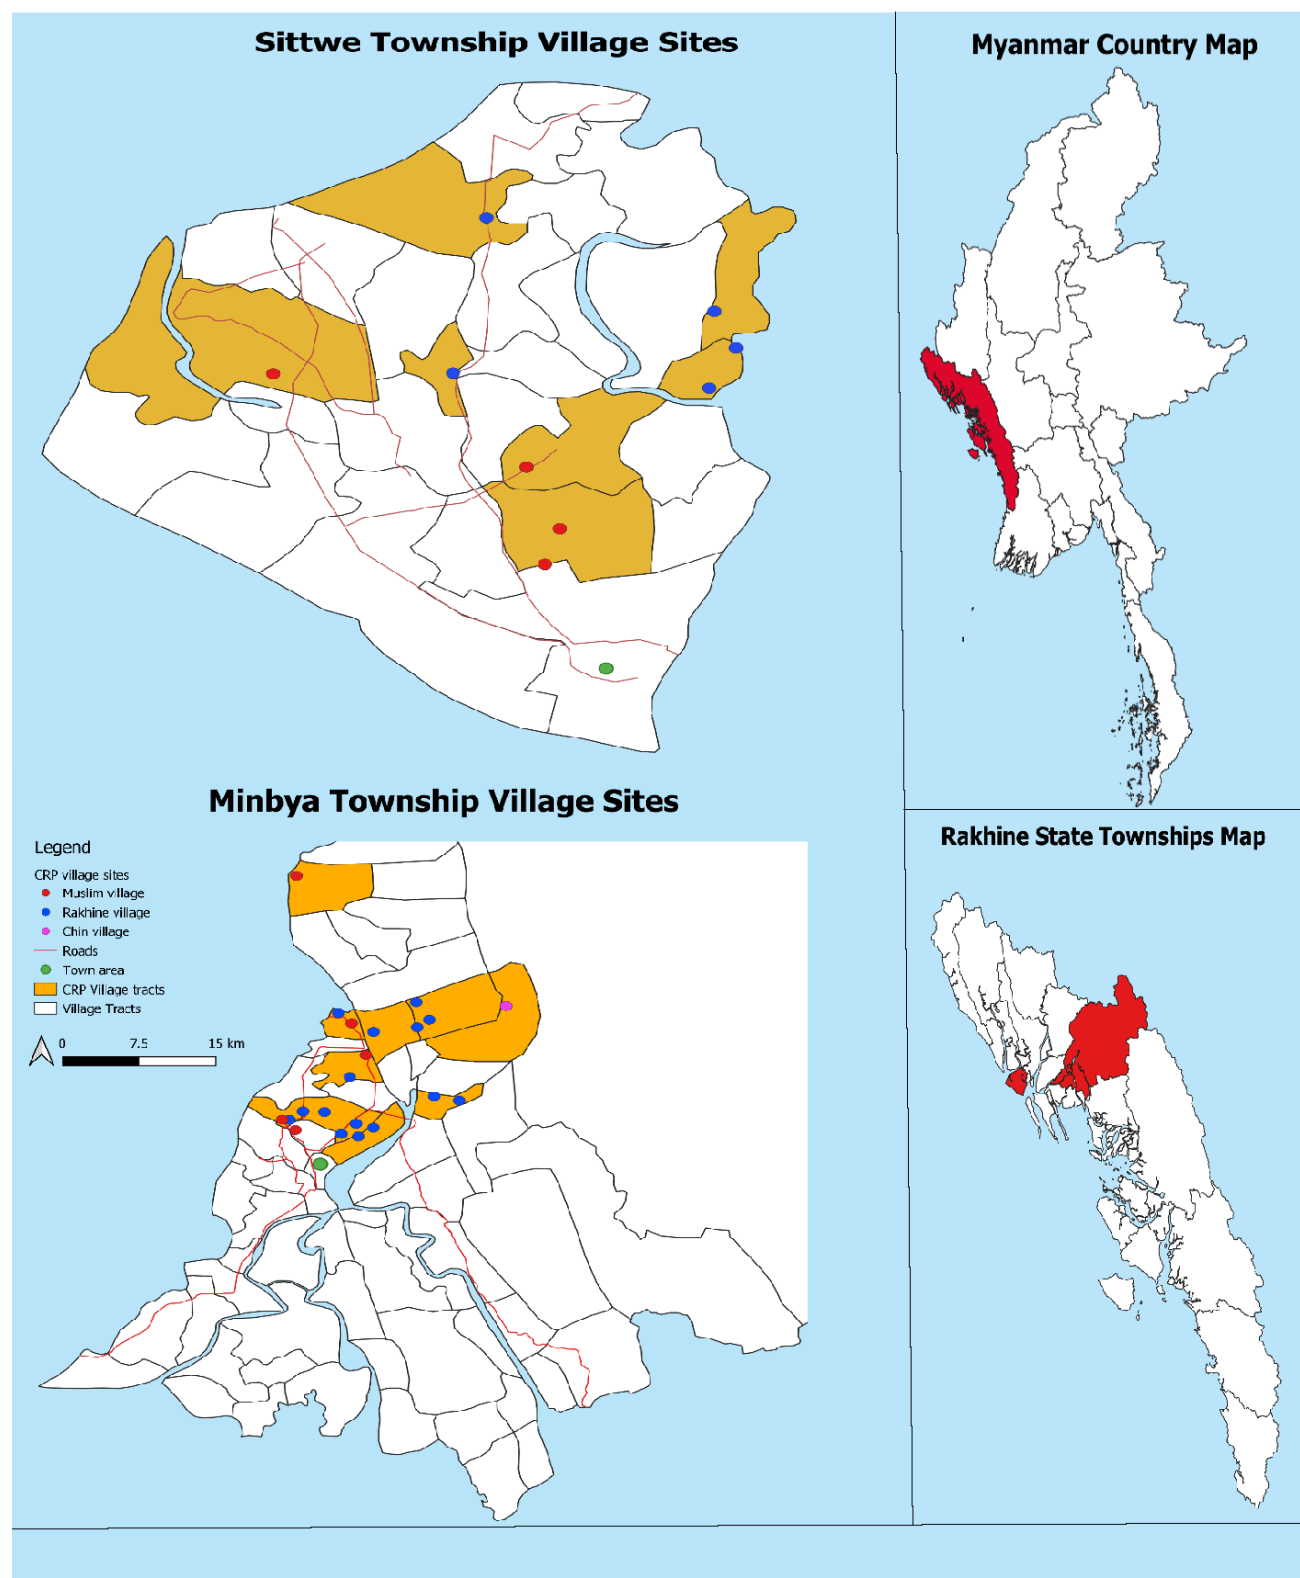 Sittwe Township Village Sites
Myanmar Country Map
Minbya Township Village Sites
Legend
CRP village sites
Muslim village
Rakhine village
Chin village
Roads
Town area
CRP Village tracts
Village Tracts
0 7.5 15 km
Rakhine State Townships Map